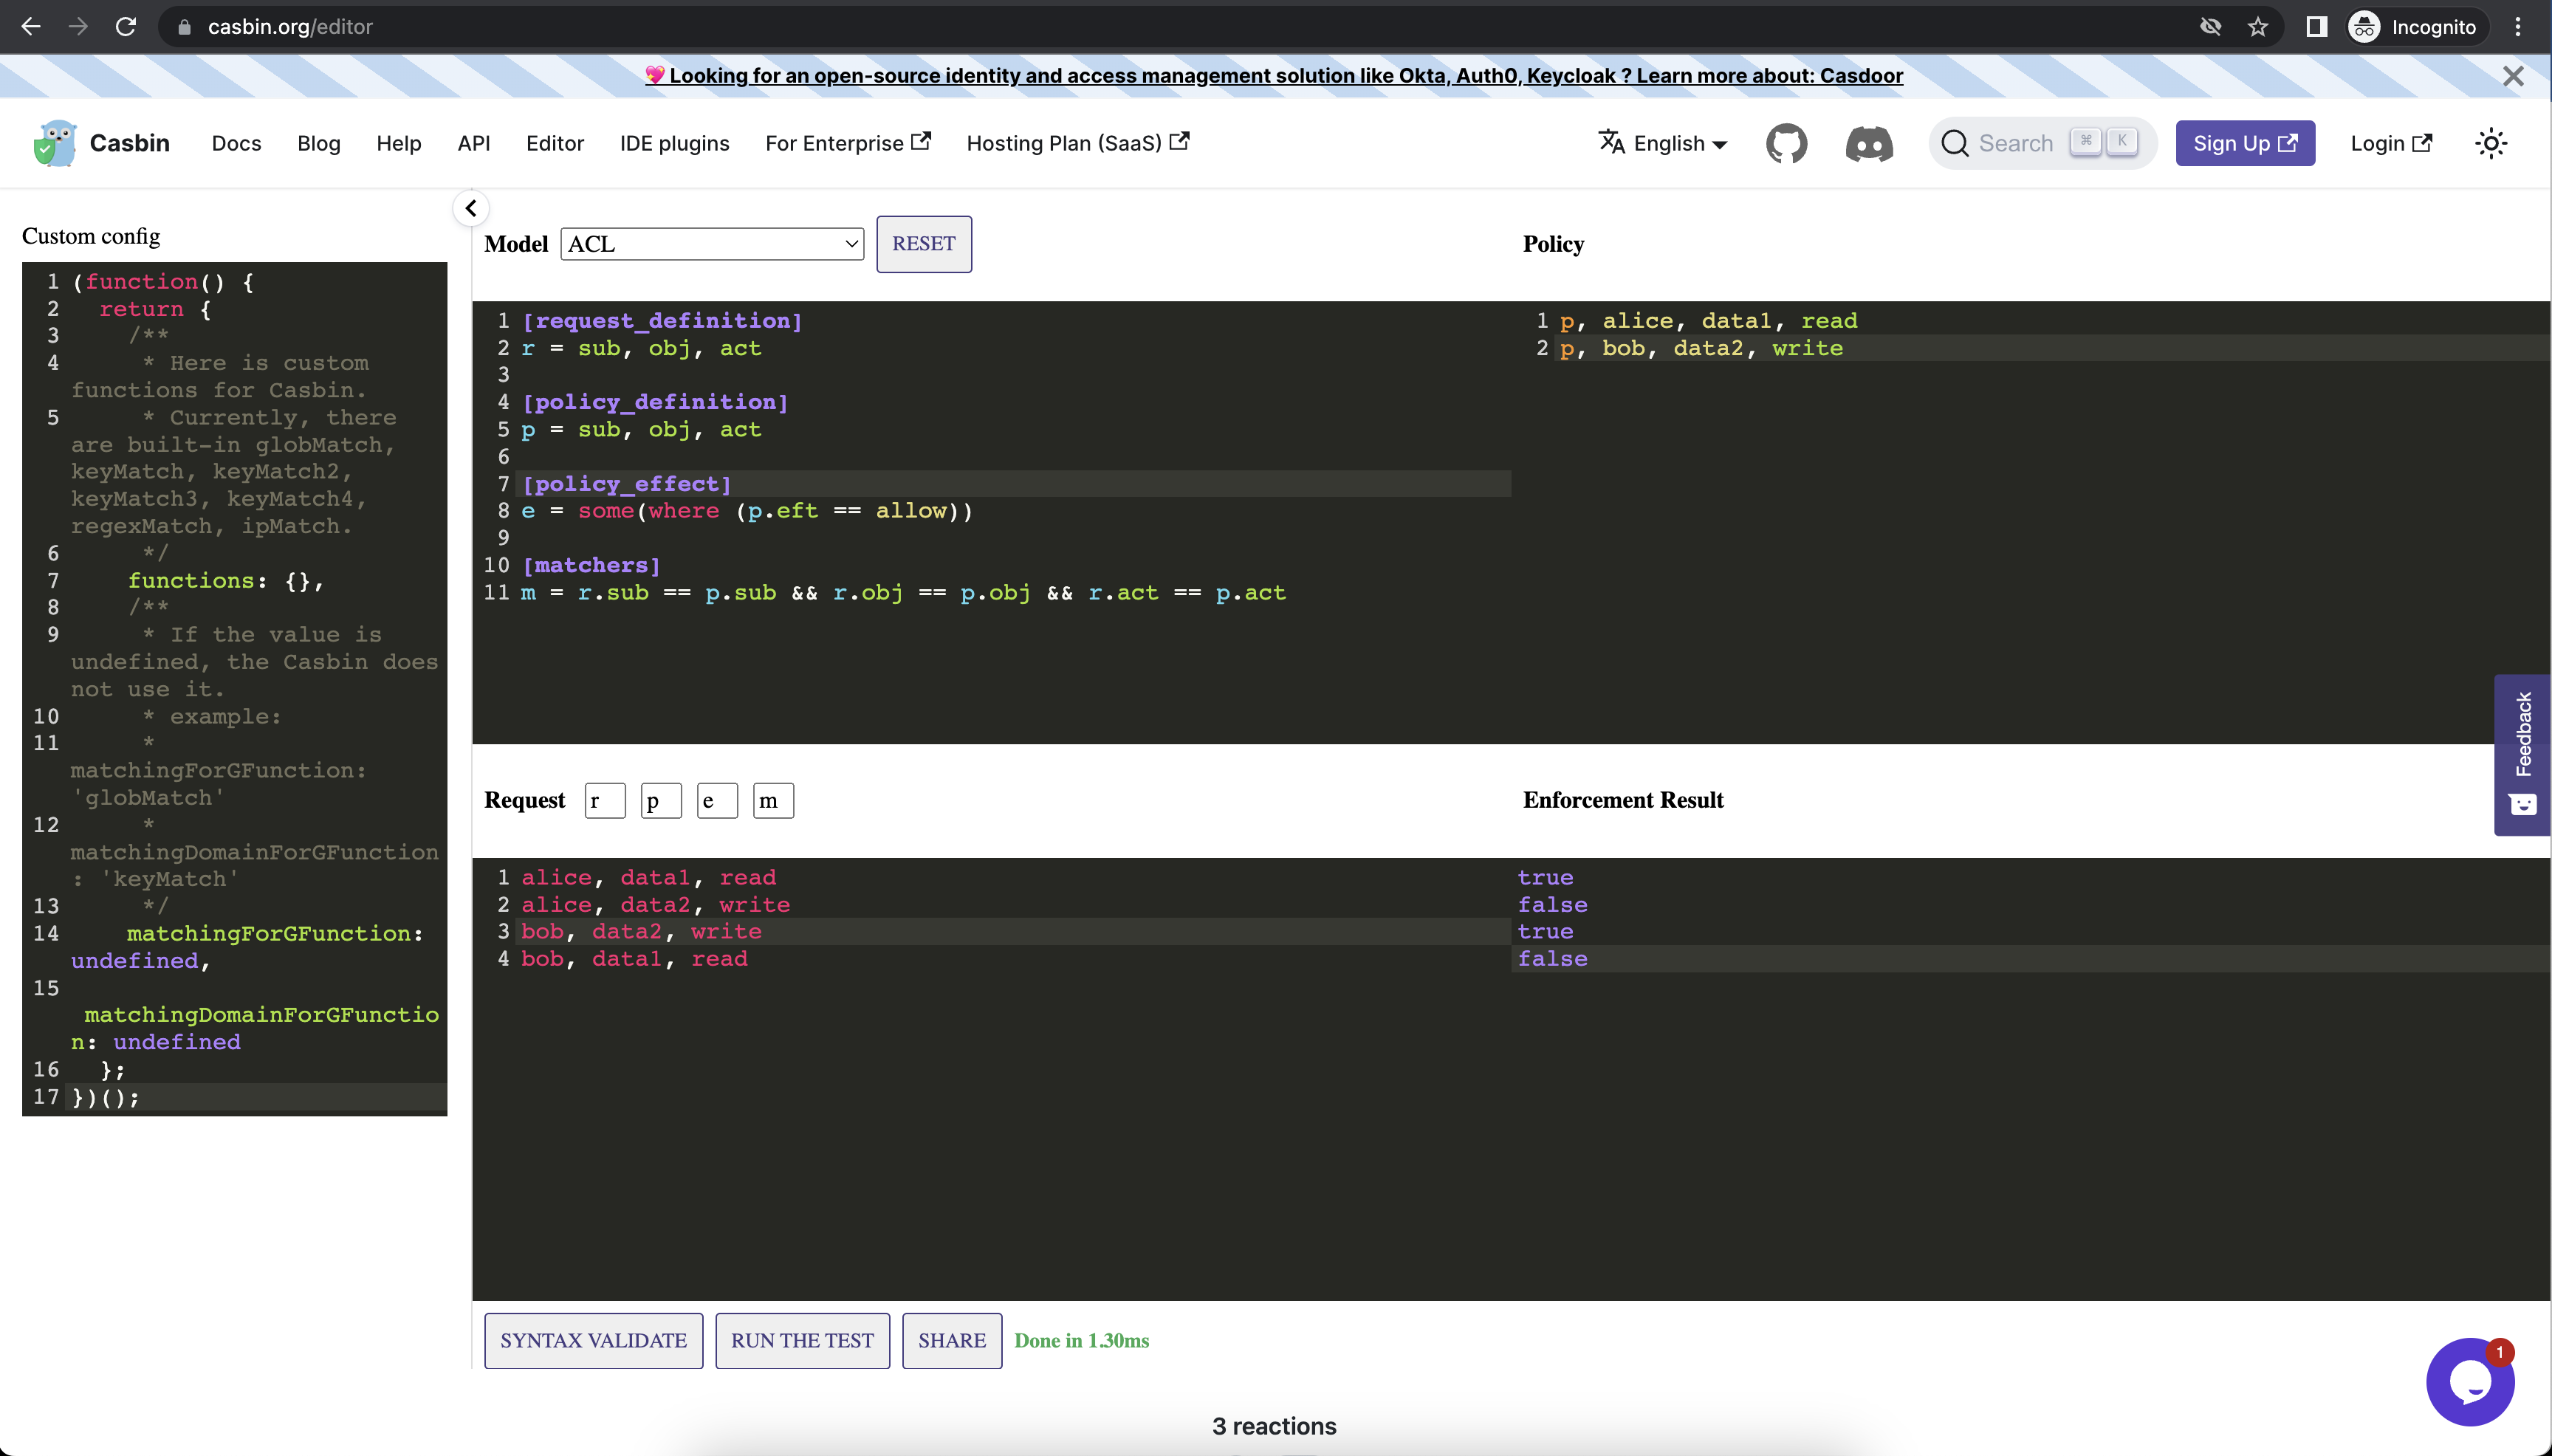 casbin.org/editor
Incognito
💖 Looking for an open-source identity and access management solution like Okta, Auth0, Keycloak ? Learn more about: Casdoor
Casbin Docs Blog Help API Editor IDE plugins For Enterprise Hosting Plan (SaaS) English Search ⌘ K Sign Up Login
Custom config
1 (function() {
2 return {
3 /**
4 * Here is custom
functions for Casbin.
5 * Currently, there
are built-in globMatch,
keyMatch, keyMatch2,
keyMatch3, keyMatch4,
regexMatch, ipMatch.
6 */
7 functions: {},
8 /**
9 * If the value is
undefined, the Casbin does
not use it.
10 * example:
11 *
matchingForGFunction:
'globMatch'
12 *
matchingDomainForGFunction
: 'keyMatch'
13 */
14 matchingForGFunction:
undefined,
15
matchingDomainForGFunctio
n: undefined
16 };
17 })();
Model ACL RESET
1 [request_definition]
2 r = sub, obj, act
3
4 [policy_definition]
5 p = sub, obj, act
6
7 [policy_effect]
8 e = some(where (p.eft == allow))
9
10 [matchers]
11 m = r.sub == p.sub && r.obj == p.obj && r.act == p.act
Policy
1 p, alice, data1, read
2 p, bob, data2, write
Request r p e m
1 alice, data1, read
2 alice, data2, write
3 bob, data2, write
4 bob, data1, read
Enforcement Result
true
false
true
false
Feedback
SYNTAX VALIDATE RUN THE TEST SHARE Done in 1.30ms
1
3 reactions